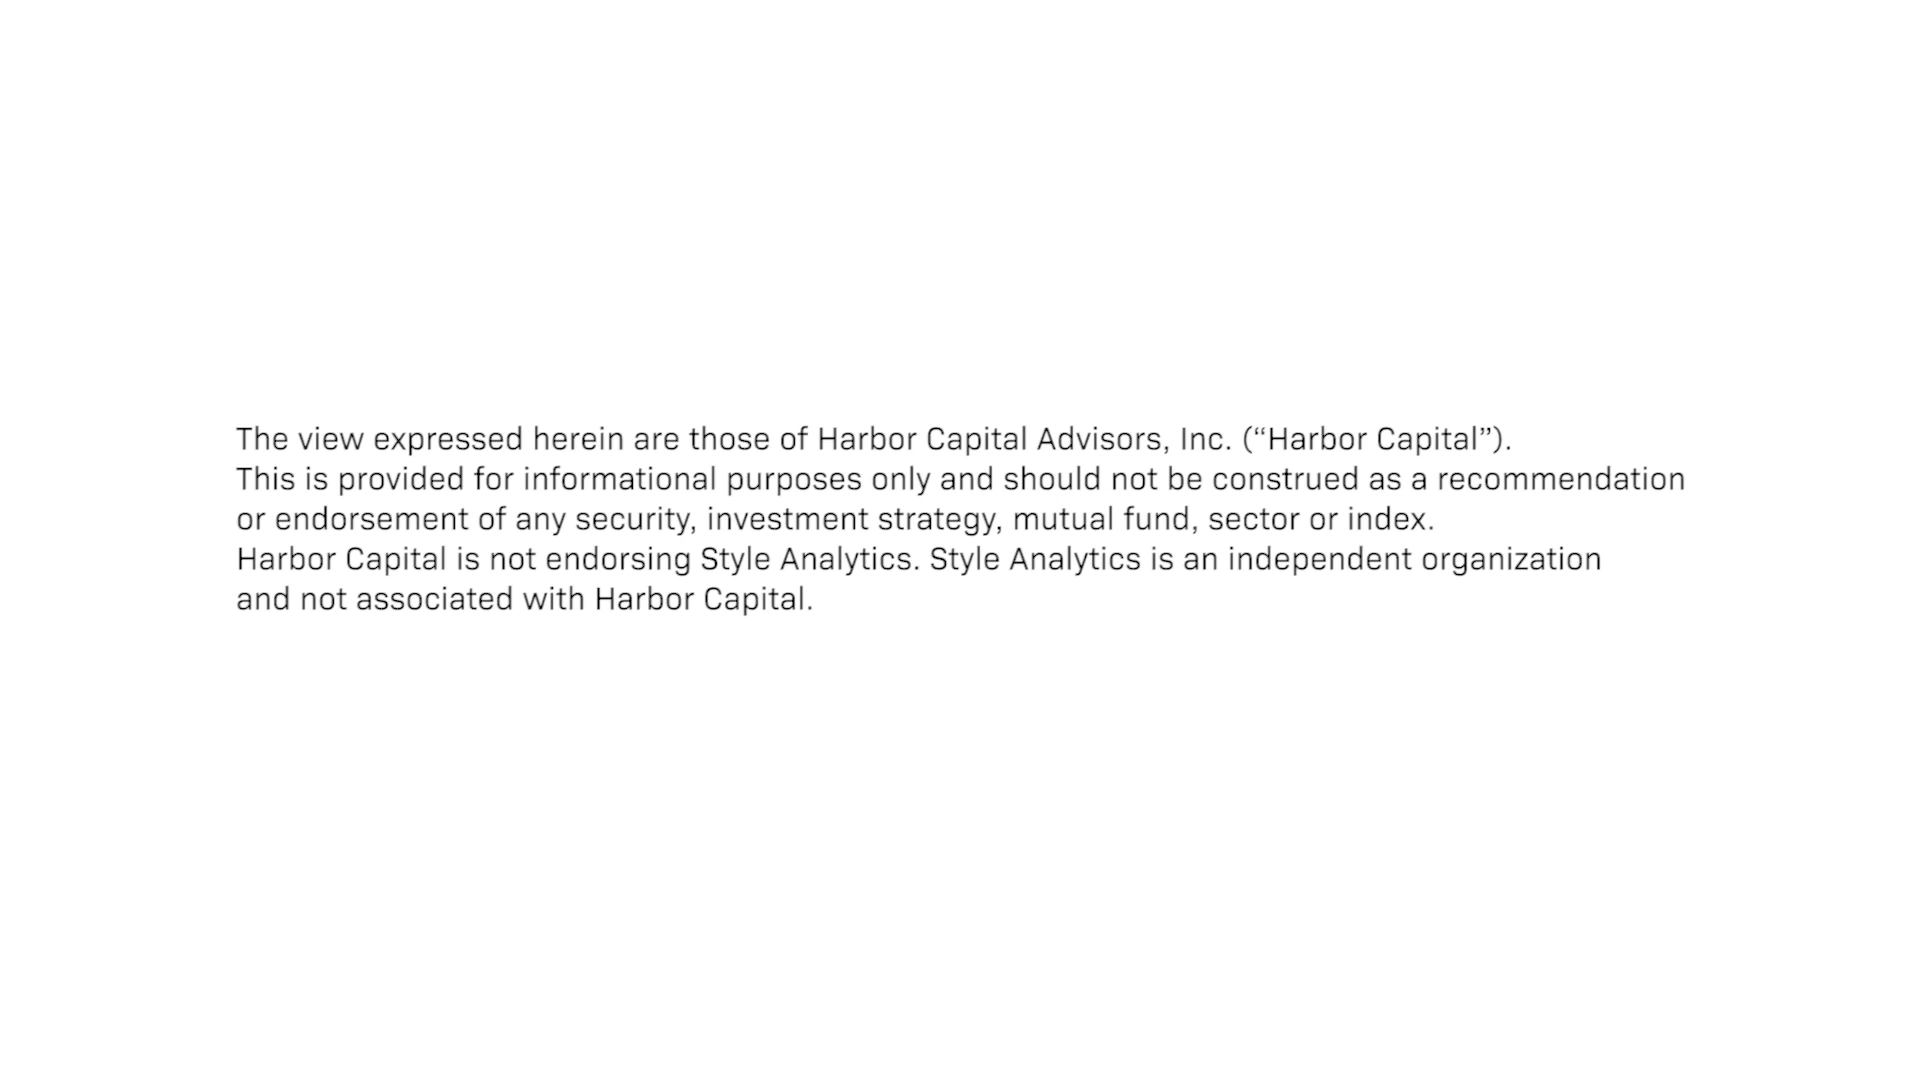 The view expressed herein are those of Harbor Capital Advisors, Inc. (“Harbor Capital”).
This is provided for informational purposes only and should not be construed as a recommendation
or endorsement of any security, investment strategy, mutual fund, sector or index.
Harbor Capital is not endorsing Style Analytics. Style Analytics is an independent organization
and not associated with Harbor Capital.